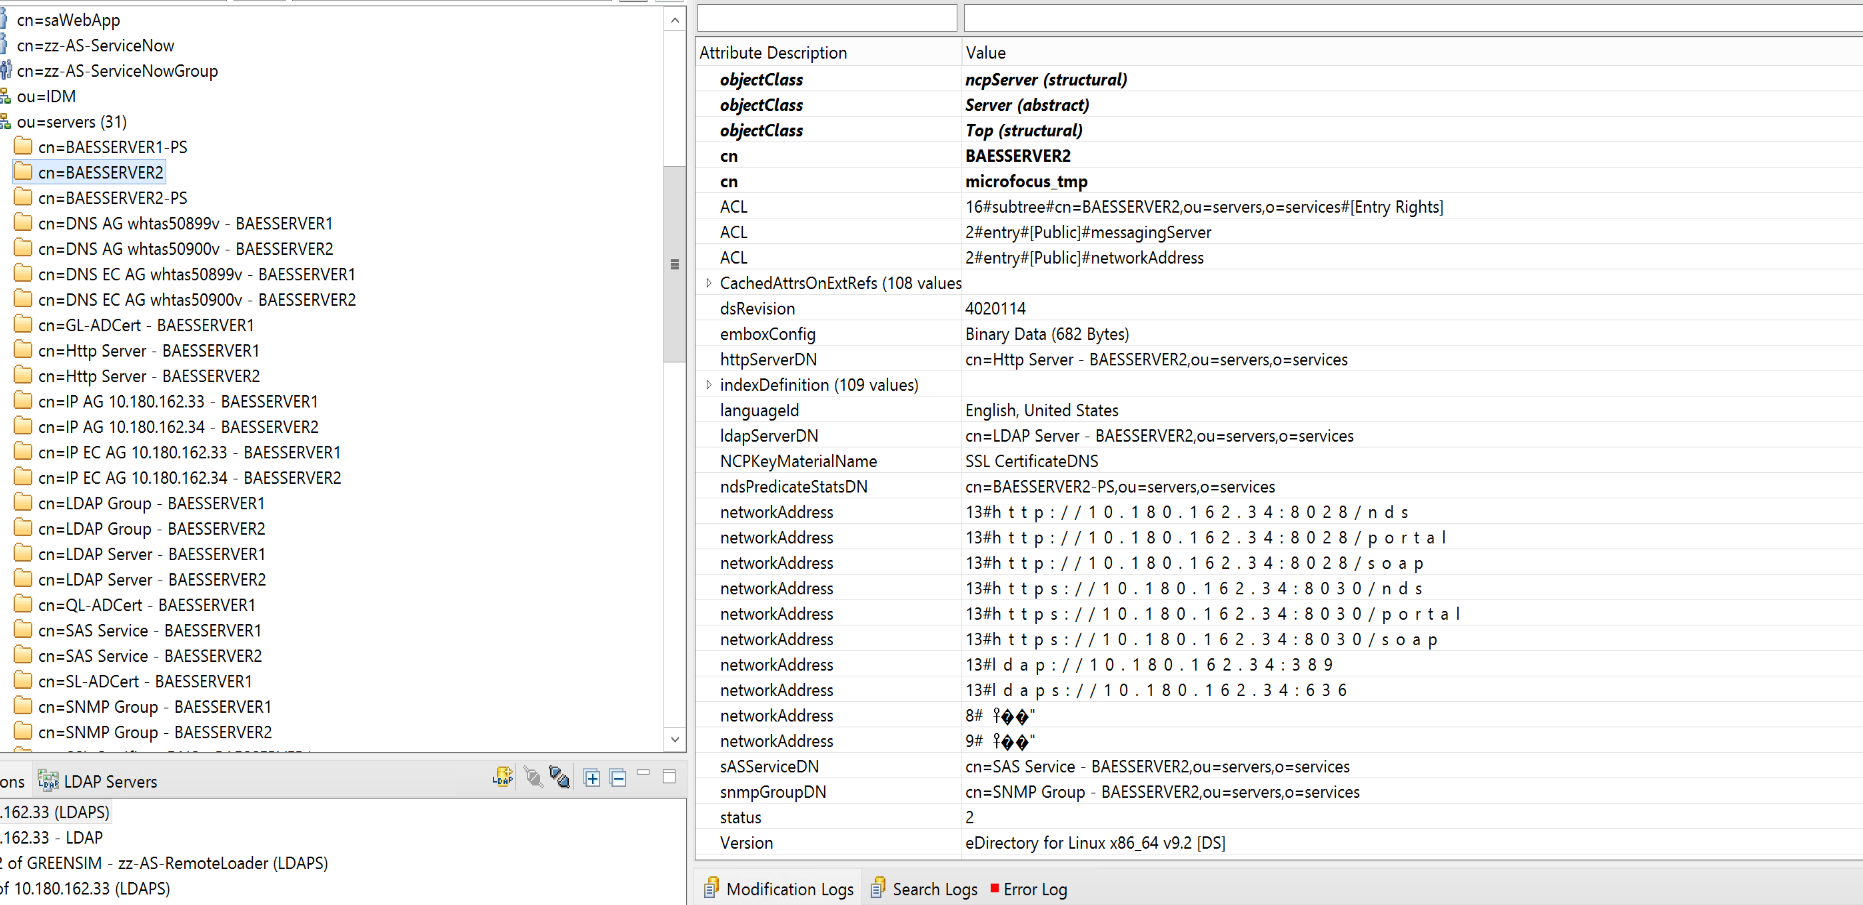 cn=saWebApp
cn=zz-AS-ServiceNow
cn=zz-AS-ServiceNowGroup
ou=IDM
ou=servers (31)
cn=BAESSERVER1-PS
cn=BAESSERVER2
cn=BAESSERVER2-PS
cn=DNS AG whtas50899v - BAESSERVER1
cn=DNS AG whtas50900v - BAESSERVER2
cn=DNS EC AG whtas50899v - BAESSERVER1
cn=DNS EC AG whtas50900v - BAESSERVER2
cn=GL-ADCert - BAESSERVER1
cn=Http Server - BAESSERVER1
cn=Http Server - BAESSERVER2
cn=IP AG 10.180.162.33 - BAESSERVER1
cn=IP AG 10.180.162.34 - BAESSERVER2
cn=IP EC AG 10.180.162.33 - BAESSERVER1
cn=IP EC AG 10.180.162.34 - BAESSERVER2
cn=LDAP Group - BAESSERVER1
cn=LDAP Group - BAESSERVER2
cn=LDAP Server - BAESSERVER1
cn=LDAP Server - BAESSERVER2
cn=QL-ADCert - BAESSERVER1
cn=SAS Service - BAESSERVER1
cn=SAS Service - BAESSERVER2
cn=SL-ADCert - BAESSERVER1
cn=SNMP Group - BAESSERVER1
cn=SNMP Group - BAESSERVER2
ons LDAP Servers
LDAP
.162.33 (LDAPS)
.162.33 - LDAP
2 of GREENSIM - zz-AS-RemoteLoader (LDAPS)
of 10.180.162.33 (LDAPS)
Attribute Description Value
objectClass ncpServer (structural)
objectClass Server (abstract)
objectClass Top (structural)
cn BAESSERVER2
cn microfocus_tmp
ACL 16#subtree#cn=BAESSERVER2,ou=servers,o=services#[Entry Rights]
ACL 2#entry#[Public]#messagingServer
ACL 2#entry#[Public]#networkAddress
CachedAttrsOnExtRefs (108 values
dsRevision 4020114
emboxConfig Binary Data (682 Bytes)
httpServerDN cn=Http Server - BAESSERVER2,ou=servers,o=services
indexDefinition (109 values)
languageId English, United States
ldapServerDN cn=LDAP Server - BAESSERVER2,ou=servers,o=services
NCPKeyMaterialName SSL CertificateDNS
ndsPredicateStatsDN cn=BAESSERVER2-PS,ou=servers,o=services
networkAddress 13#h t t p : / / 1 0 . 1 8 0 . 1 6 2 . 3 4 : 8 0 2 8 / n d s
networkAddress 13#h t t p : / / 1 0 . 1 8 0 . 1 6 2 . 3 4 : 8 0 2 8 / p o r t a l
networkAddress 13#h t t p : / / 1 0 . 1 8 0 . 1 6 2 . 3 4 : 8 0 2 8 / s o a p
networkAddress 13#h t t p s : / / 1 0 . 1 8 0 . 1 6 2 . 3 4 : 8 0 3 0 / n d s
networkAddress 13#h t t p s : / / 1 0 . 1 8 0 . 1 6 2 . 3 4 : 8 0 3 0 / p o r t a l
networkAddress 13#h t t p s : / / 1 0 . 1 8 0 . 1 6 2 . 3 4 : 8 0 3 0 / s o a p
networkAddress 13#l d a p : / / 1 0 . 1 8 0 . 1 6 2 . 3 4 : 3 8 9
networkAddress 13#l d a p s : / / 1 0 . 1 8 0 . 1 6 2 . 3 4 : 6 3 6
networkAddress 8# ��"
networkAddress 9# ��"
sASServiceDN cn=SAS Service - BAESSERVER2,ou=servers,o=services
snmpGroupDN cn=SNMP Group - BAESSERVER2,ou=servers,o=services
status 2
Version eDirectory for Linux x86_64 v9.2 [DS]
Modification Logs Search Logs Error Log